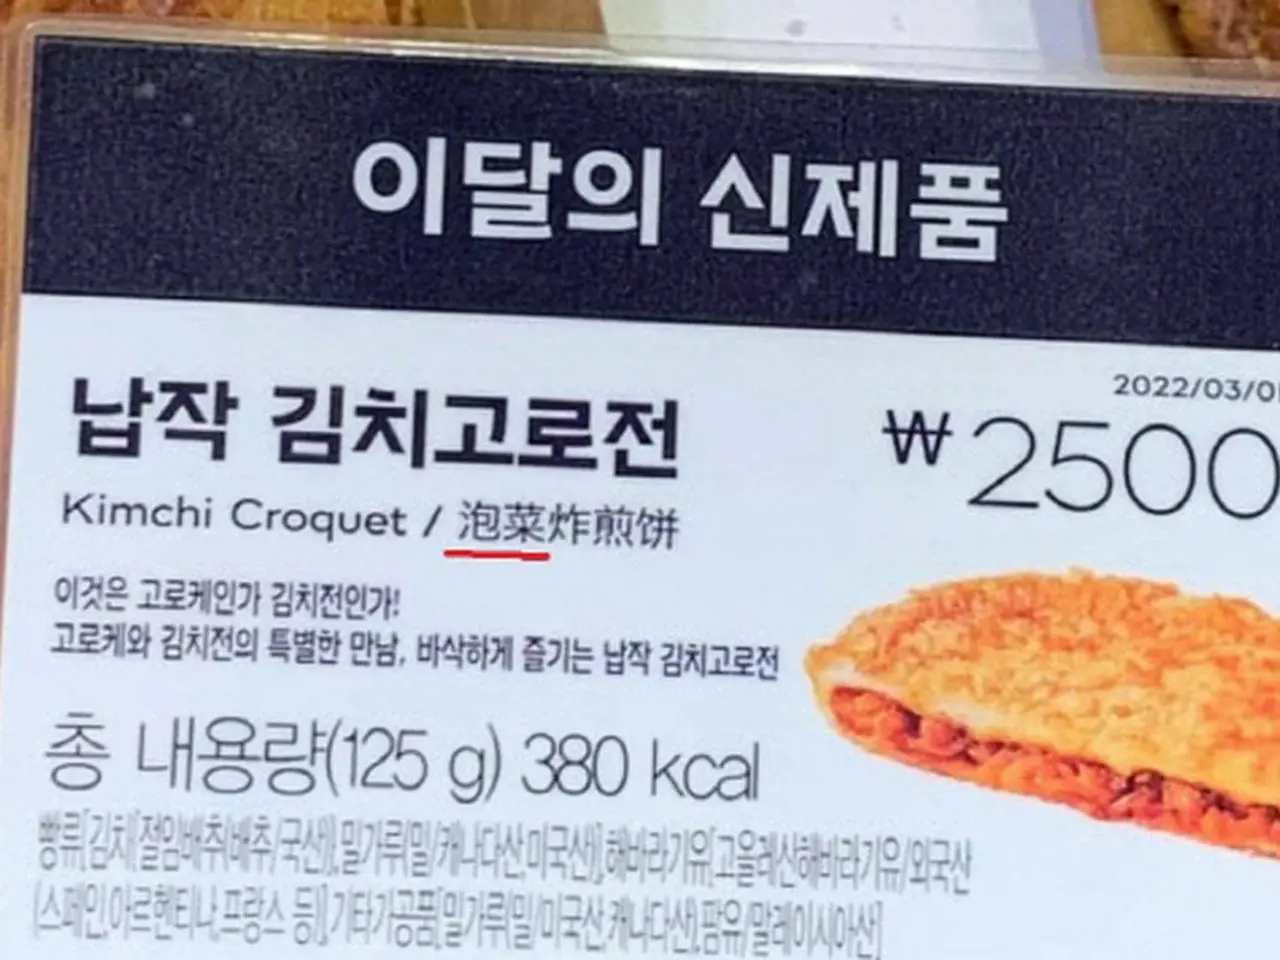 이달의 신제품
2022/03/0
납작 김치고로전
₩2500
Kimchi Croquet / 泡菜炸煎饼
이것은 고로케인가 김치전인가!
고로케와 김치전의 특별한 만남, 바삭하게 즐기는 납작 김치고로전
총 내용량(125 g) 380 kcal
빵류[김치{절임배추(배추/국산)},밀가루(밀/캐나다산,미국산)],해바라기유[고올레산해바라기유/외국산
(스페인,아르헨티나,프랑스 등)],기타가공품[밀가루(밀/미국산,캐나다산),팜유/말레이시아산]